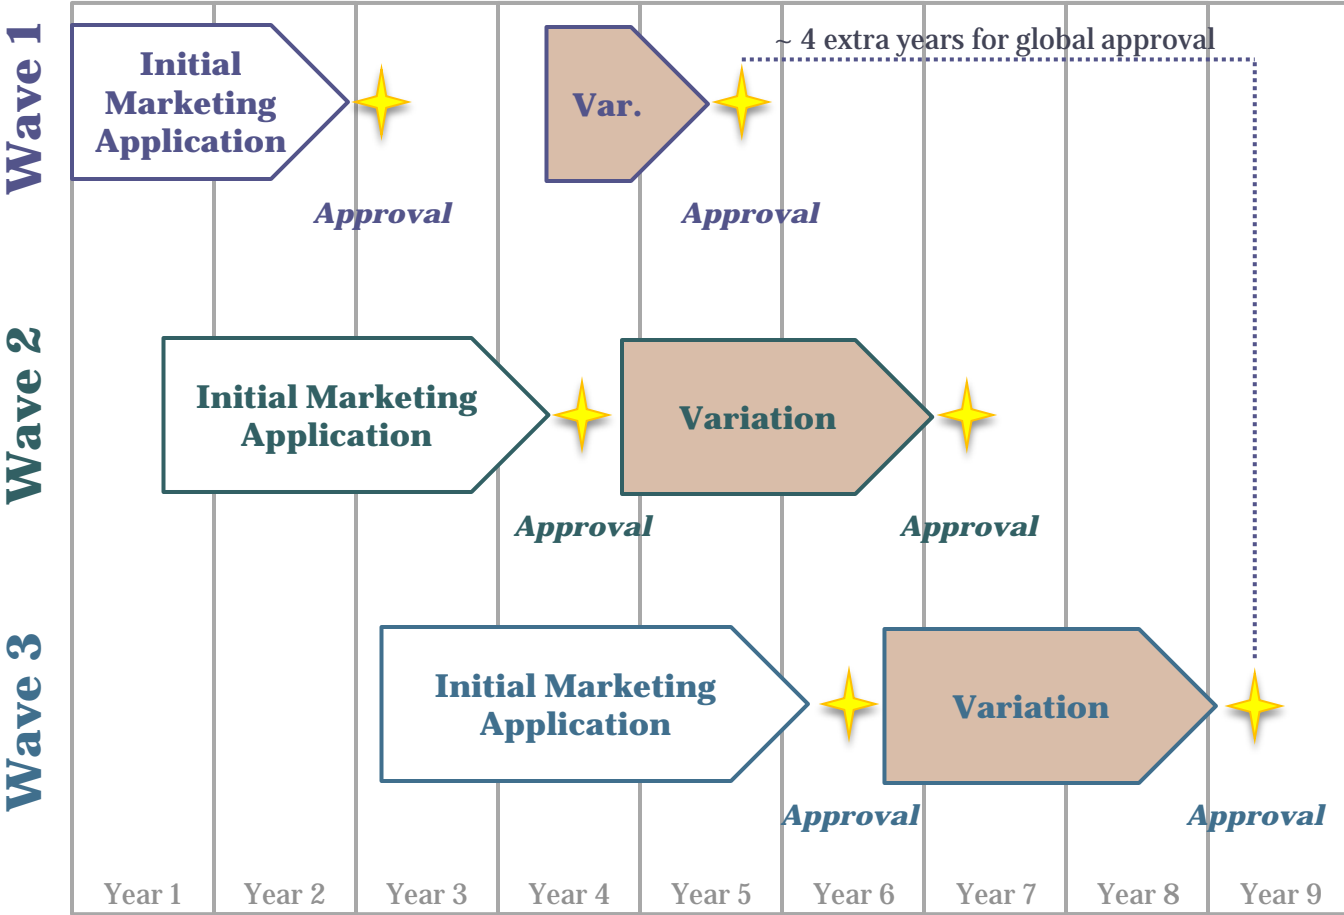 Wave 1
Initial
Marketing
Application
Approval
Var.
Approval
~ 4 extra years for global approval
Wave 2
Initial Marketing
Application
Approval
Variation
Approval
Wave 3
Initial Marketing
Application
Approval
Variation
Approval
Year 1
Year 2
Year 3
Year 4
Year 5
Year 6
Year 7
Year 8
Year 9